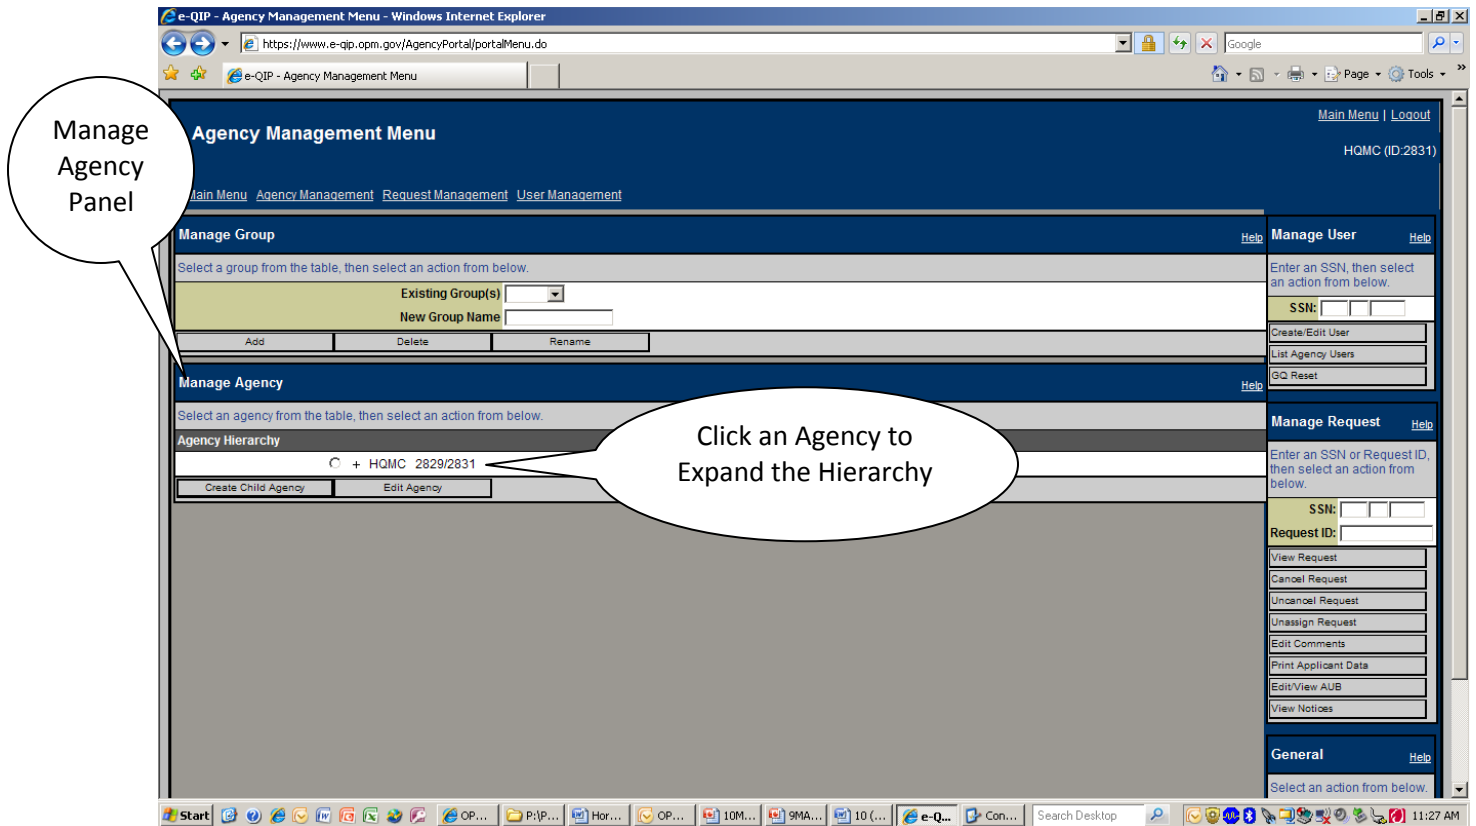 e-QIP - Agency Management Menu - Windows Internet Explorer
https://www.e-qip.opm.gov/AgencyPortal/portalMenu.do
Google
e-QIP - Agency Management Menu
Page
Tools
»
Manage
Agency
Panel
Agency Management Menu
Main Menu | Logout
HQMC (ID:2831)
Main Menu Agency Management Request Management User Management
Manage Group
Help
Select a group from the table, then select an action from below.
Existing Group(s)
New Group Name
Add Delete Rename
Manage Agency
Help
Select an agency from the table, then select an action from below.
Agency Hierarchy
+ HQMC 2829/2831
Create Child Agency Edit Agency
Click an Agency to
Expand the Hierarchy
Manage User
Help
Enter an SSN, then select
an action from below.
SSN:
Create/Edit User
List Agency Users
GQ Reset
Manage Request
Help
Enter an SSN or Request ID,
then select an action from
below.
SSN:
Request ID:
View Request
Cancel Request
Uncancel Request
Unassign Request
Edit Comments
Print Applicant Data
Edit/View AUB
View Notices
General
Help
Select an action from below.
Start OP... P:\P... Hor... OP... 10M... 9MA... 10 (... e-Q... Con... Search Desktop 11:27 AM